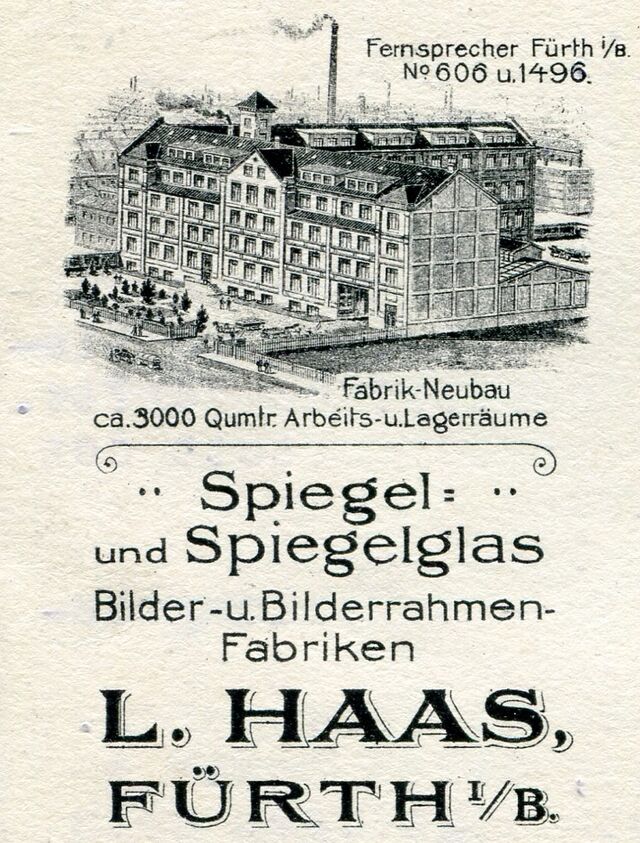 Fernsprecher Fürth i/B.
No 606 u. 1496.
Fabrik-Neubau
ca. 3000 Qumtr. Arbeits- u. Lagerräume
Spiegel=
und Spiegelglas
Bilder- u. Bilderrahmen-
Fabriken
L. HAAS,
FÜRTH I/B.